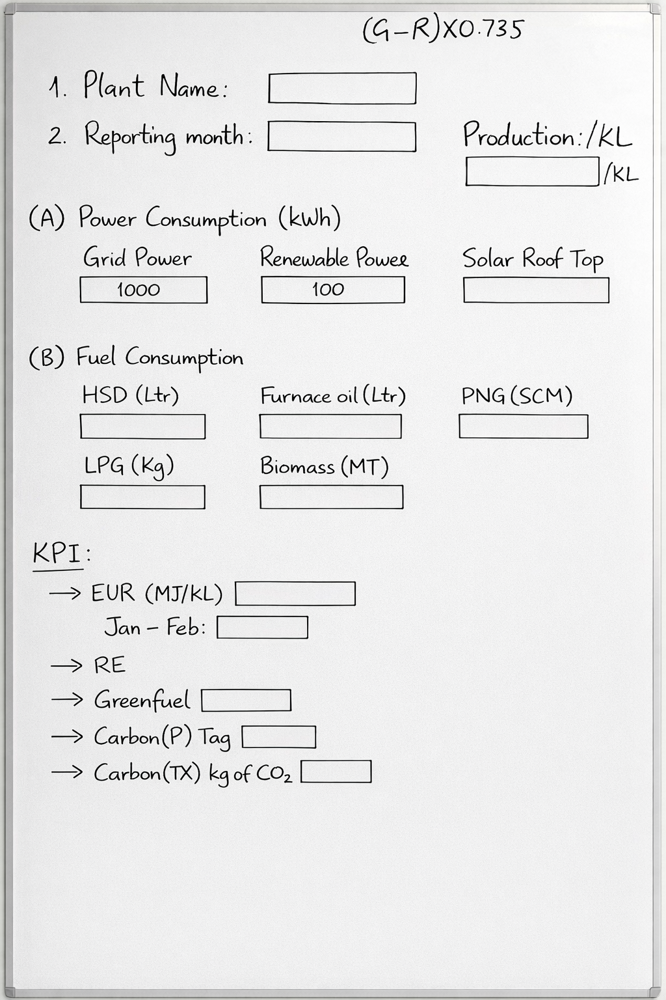 (G-R)X0.735
1. Plant Name:
2. Reporting month:
Production:/KL
/KL
(A) Power Consumption (kWh)
Grid Power Renewable Power Solar Roof Top
1000 100
(B) Fuel Consumption
HSD (Ltr) Furnace oil (Ltr) PNG (SCM)
LPG (Kg) Biomass (MT)
KPI:
→ EUR (MJ/KL)
Jan - Feb:
→ RE
→ Greenfuel
→ Carbon(P) Tag
→ Carbon(TX) kg of CO₂